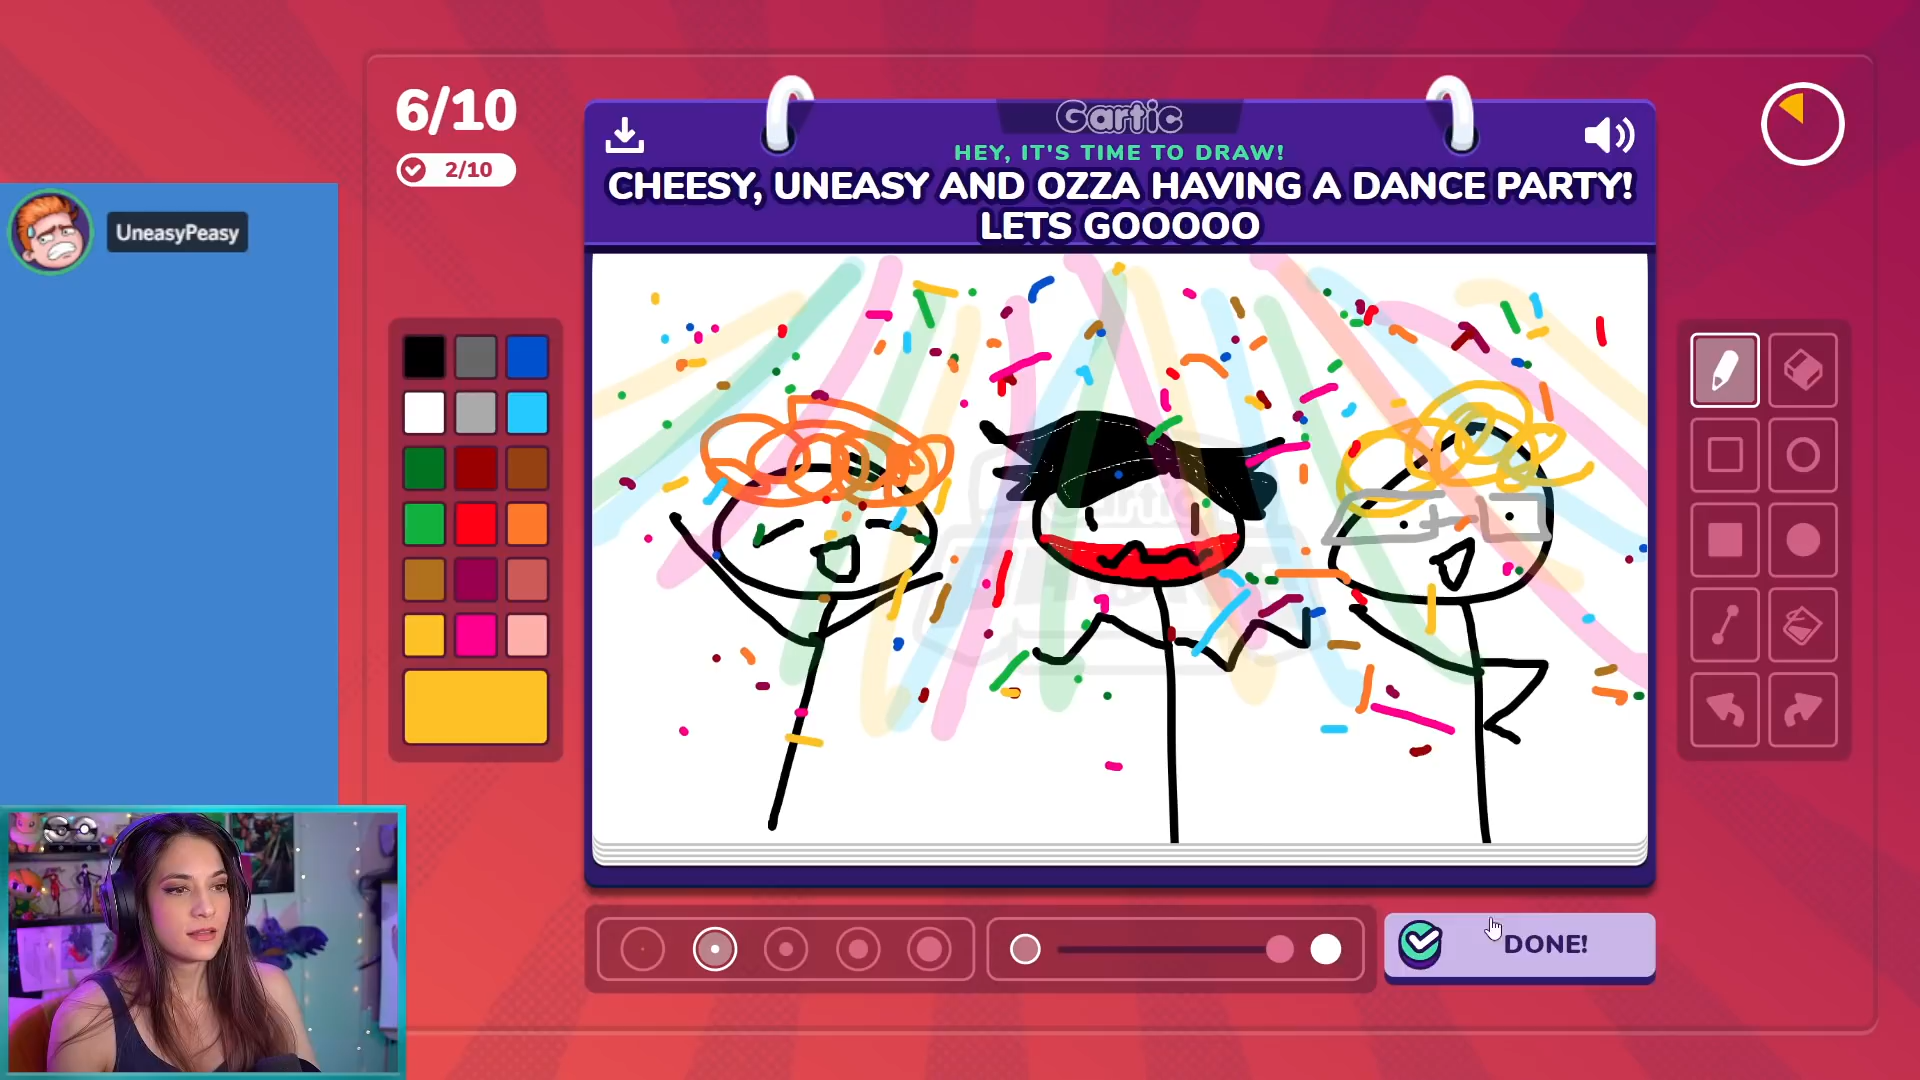 6/10
2/10
Gartic
HEY, IT'S TIME TO DRAW!
CHEESY, UNEASY AND OZZA HAVING A DANCE PARTY!
LETS GOOOOO
UneasyPeasy
DONE!